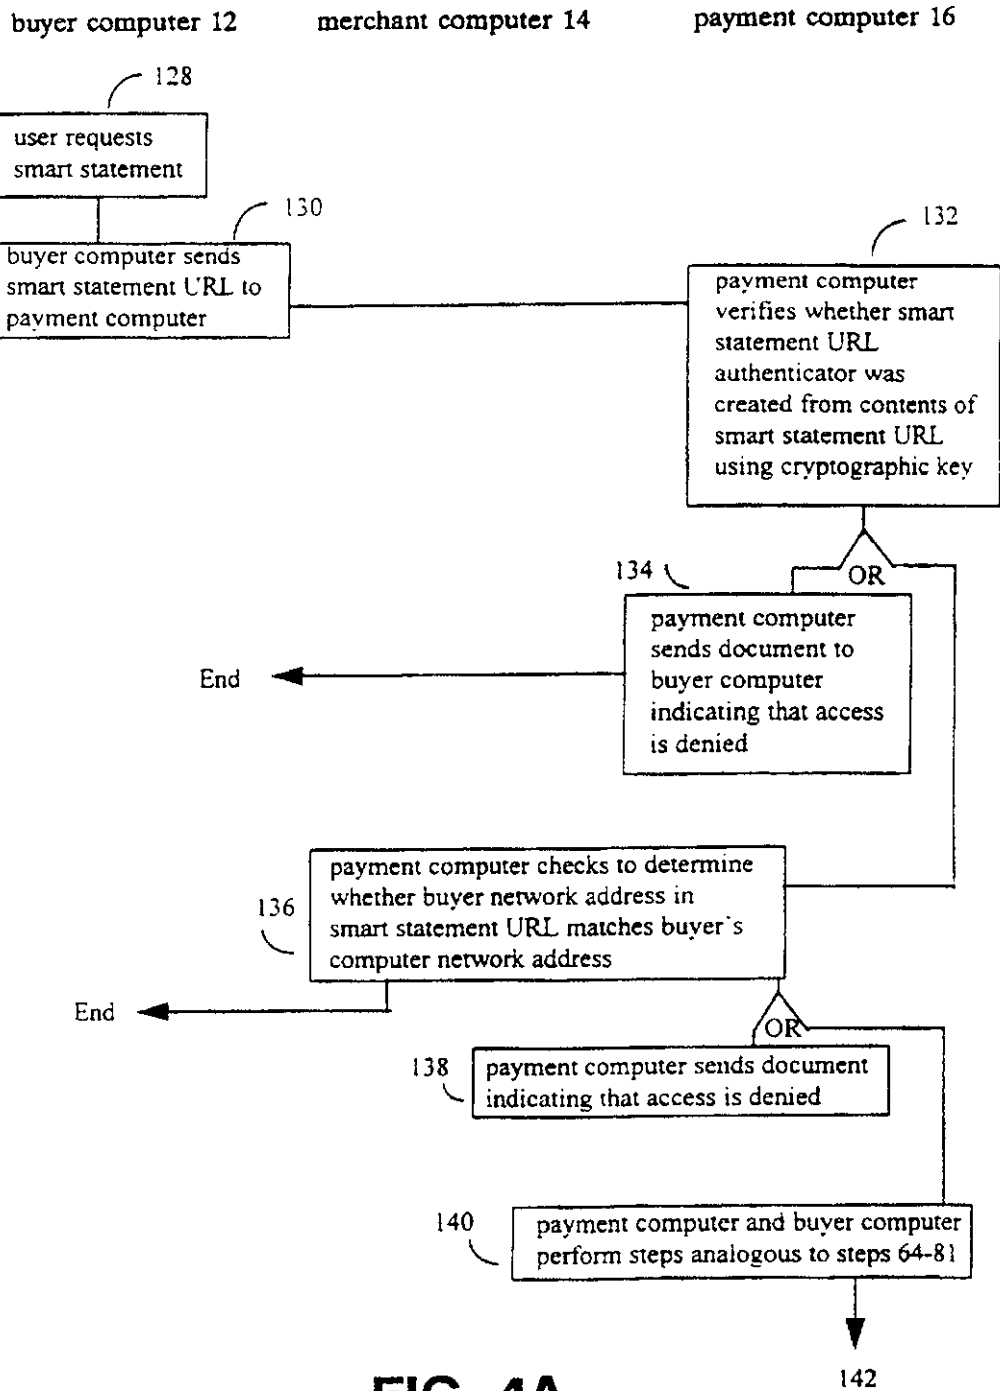 buyer computer 12 merchant computer 14 payment computer 16
128
user requests
smart statement
130
buyer computer sends
smart statement URL to
payment computer
132
payment computer
verifies whether smart
statement URL
authenticator was
created from contents of
smart statement URL
using cryptographic key
OR
134
payment computer
sends document to
buyer computer
indicating that access
is denied
End
136
payment computer checks to determine
whether buyer network address in
smart statement URL matches buyer's
computer network address
End
OR
138
payment computer sends document
indicating that access is denied
140
payment computer and buyer computer
perform steps analogous to steps 64-81
142
FIG. 4A